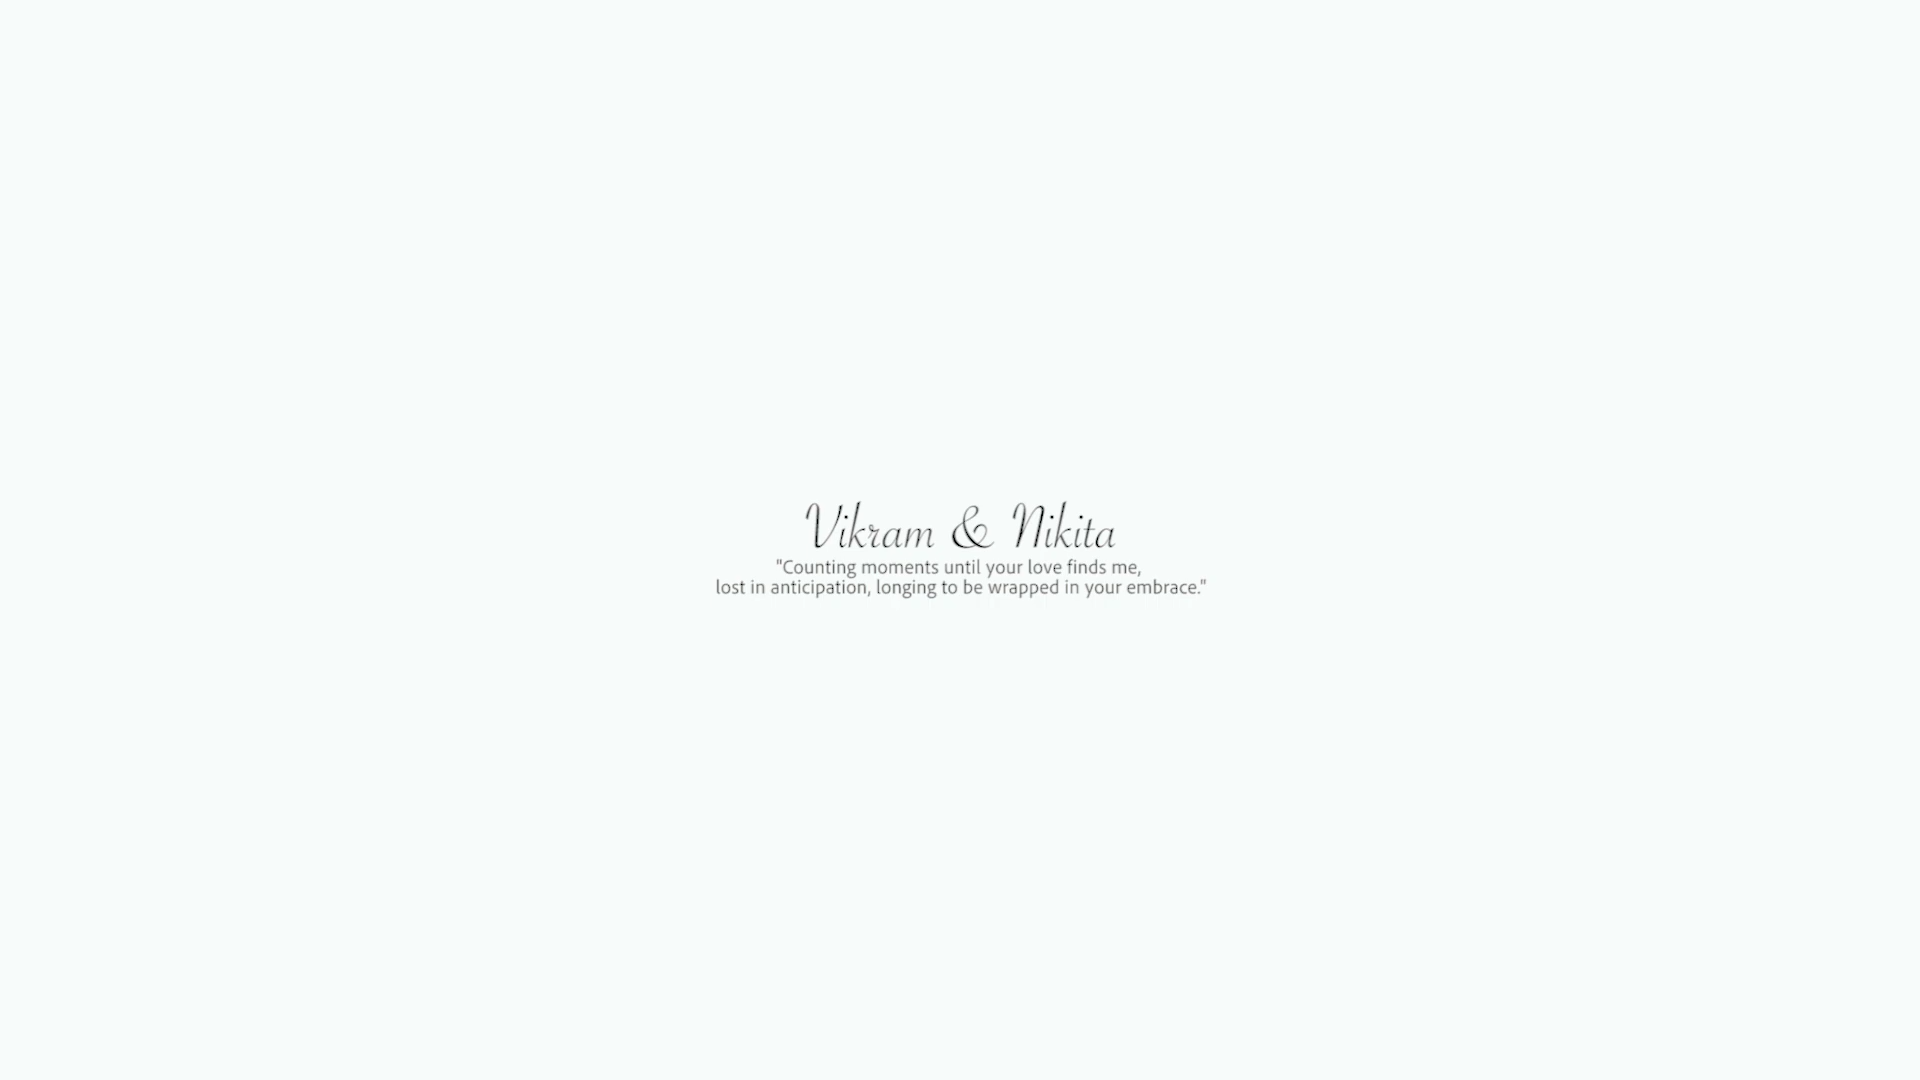 Vikram & Nikita
"Counting moments until your love finds me,
lost in anticipation, longing to be wrapped in your embrace."